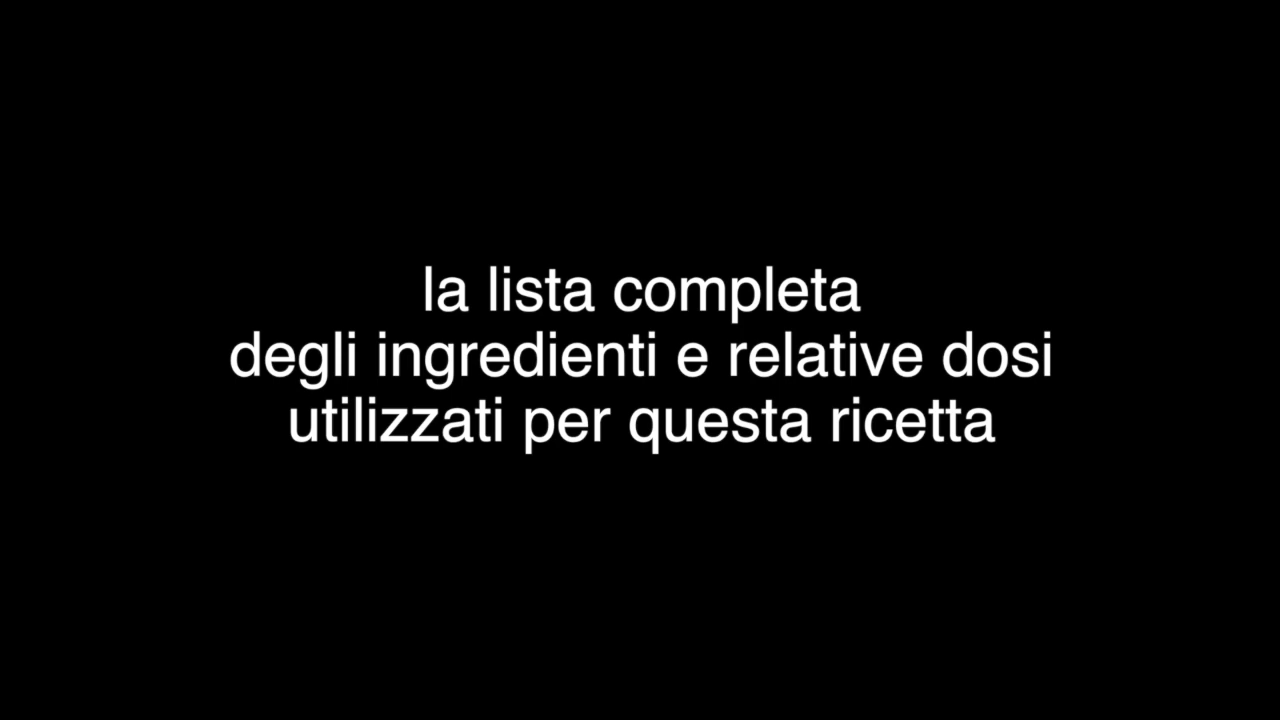 la lista completa
degli ingredienti e relative dosi
utilizzati per questa ricetta